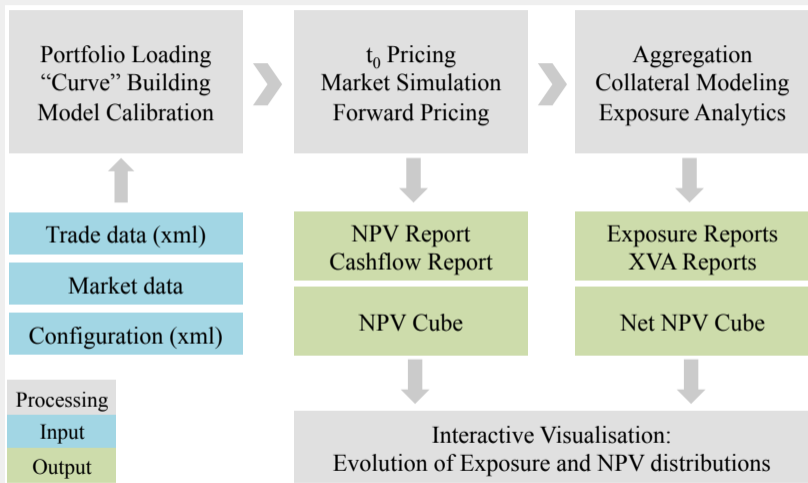 Portfolio Loading
“Curve” Building
Model Calibration
t₀ Pricing
Market Simulation
Forward Pricing
Aggregation
Collateral Modeling
Exposure Analytics
Trade data (xml)
Market data
Configuration (xml)
NPV Report
Cashflow Report
NPV Cube
Exposure Reports
XVA Reports
Net NPV Cube
Processing
Input
Output
Interactive Visualisation:
Evolution of Exposure and NPV distributions